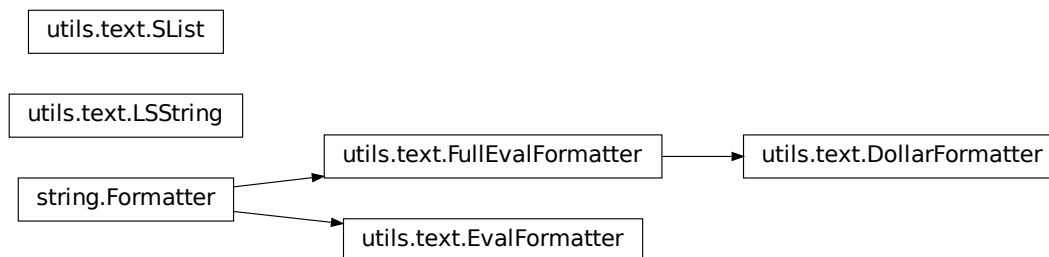 utils.text.SList
utils.text.LSString
utils.text.FullEvalFormatter
utils.text.DollarFormatter
string.Formatter
utils.text.EvalFormatter